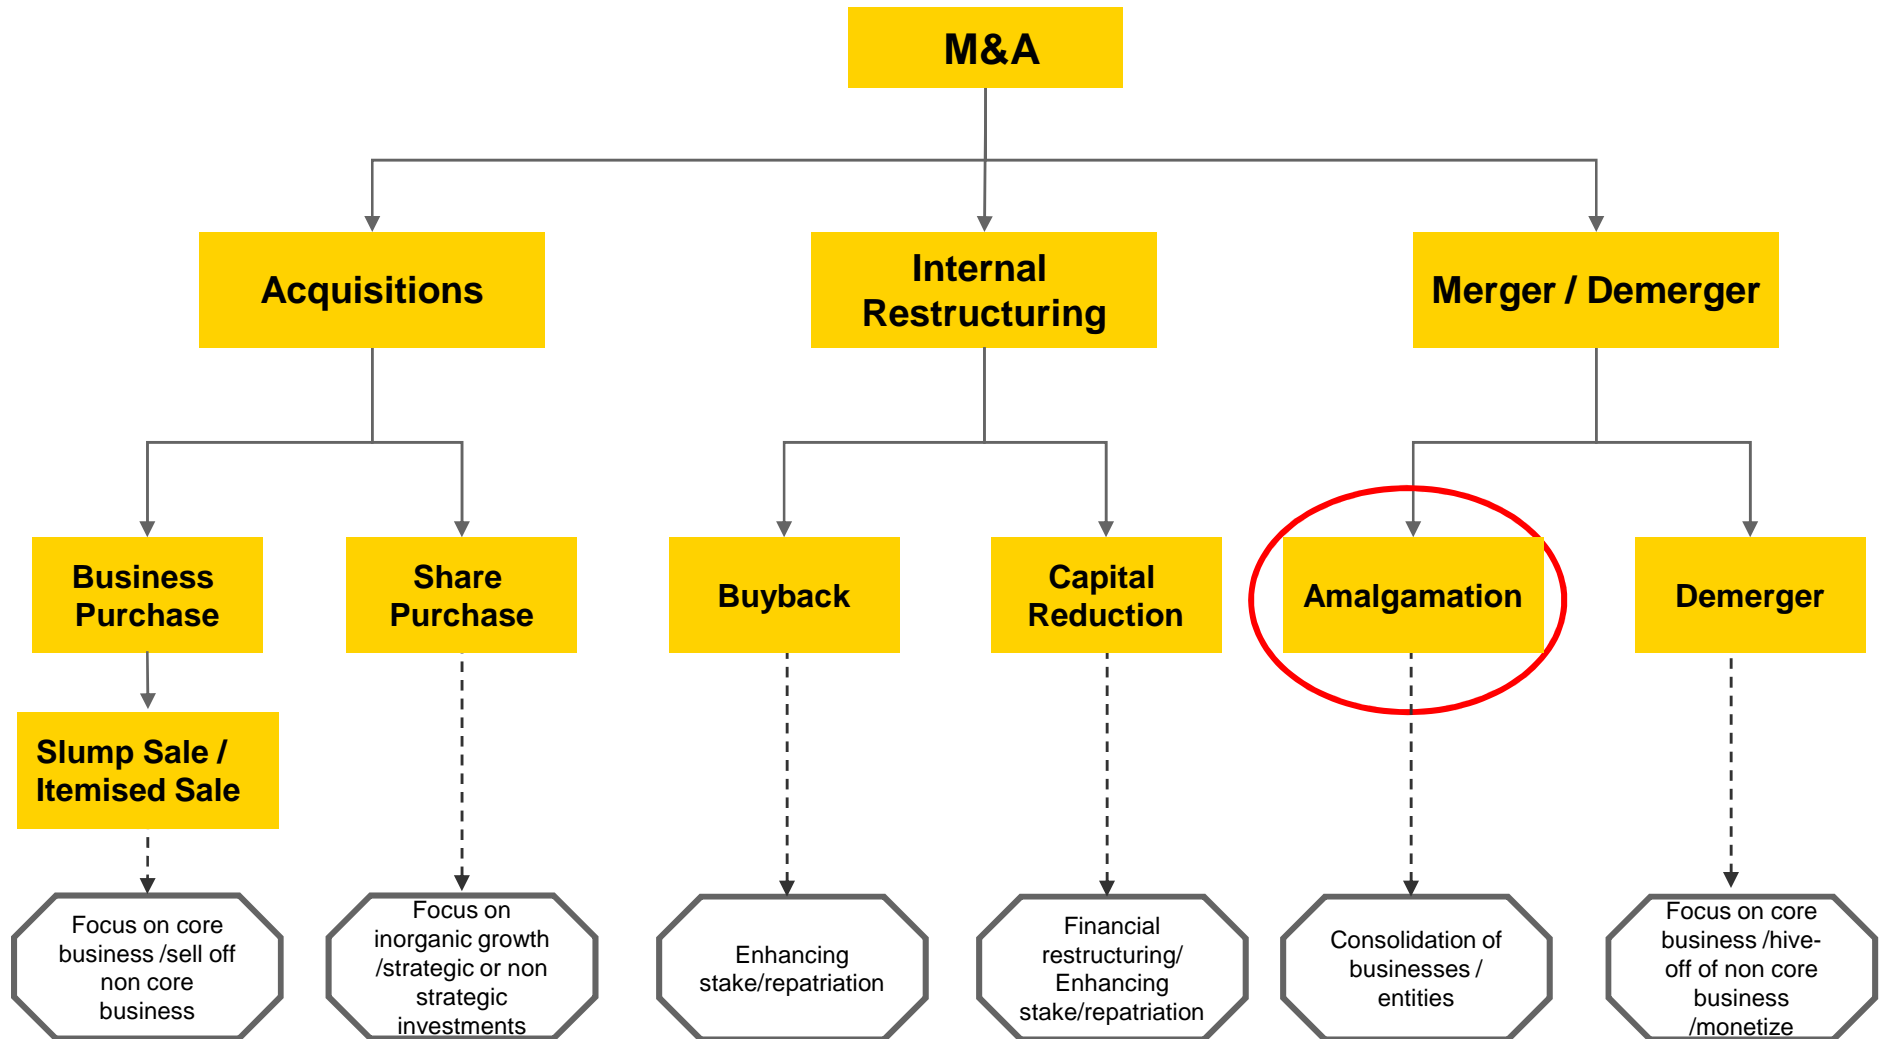 M&A
Acquisitions
Internal
Restructuring
Merger / Demerger
Business
Purchase
Share
Purchase
Buyback
Capital
Reduction
Amalgamation
Demerger
Slump Sale /
Itemised Sale
Focus on core
business /sell off
non core
business
Focus on
inorganic growth
/strategic or non
strategic
investments
Enhancing
stake/repatriation
Financial
restructuring/
Enhancing
stake/repatriation
Consolidation of
businesses /
entities
Focus on core
business /hive-
off of non core
business
/monetize